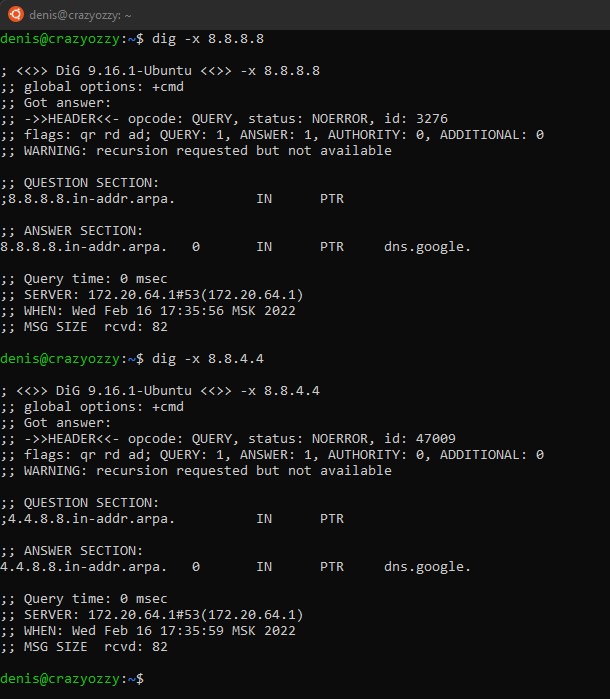 denis@crazyozzy: ~
denis@crazyozzy:~$ dig -x 8.8.8.8
; <<>> DiG 9.16.1-Ubuntu <<>> -x 8.8.8.8
;; global options: +cmd
;; Got answer:
;; ->>HEADER<<- opcode: QUERY, status: NOERROR, id: 3276
;; flags: qr rd ad; QUERY: 1, ANSWER: 1, AUTHORITY: 0, ADDITIONAL: 0
;; WARNING: recursion requested but not available
;; QUESTION SECTION:
;8.8.8.8.in-addr.arpa. IN PTR
;; ANSWER SECTION:
8.8.8.8.in-addr.arpa. 0 IN PTR dns.google.
;; Query time: 0 msec
;; SERVER: 172.20.64.1#53(172.20.64.1)
;; WHEN: Wed Feb 16 17:35:56 MSK 2022
;; MSG SIZE rcvd: 82
denis@crazyozzy:~$ dig -x 8.8.4.4
; <<>> DiG 9.16.1-Ubuntu <<>> -x 8.8.4.4
;; global options: +cmd
;; Got answer:
;; ->>HEADER<<- opcode: QUERY, status: NOERROR, id: 47009
;; flags: qr rd ad; QUERY: 1, ANSWER: 1, AUTHORITY: 0, ADDITIONAL: 0
;; WARNING: recursion requested but not available
;; QUESTION SECTION:
;4.4.8.8.in-addr.arpa. IN PTR
;; ANSWER SECTION:
4.4.8.8.in-addr.arpa. 0 IN PTR dns.google.
;; Query time: 0 msec
;; SERVER: 172.20.64.1#53(172.20.64.1)
;; WHEN: Wed Feb 16 17:35:59 MSK 2022
;; MSG SIZE rcvd: 82
denis@crazyozzy:~$